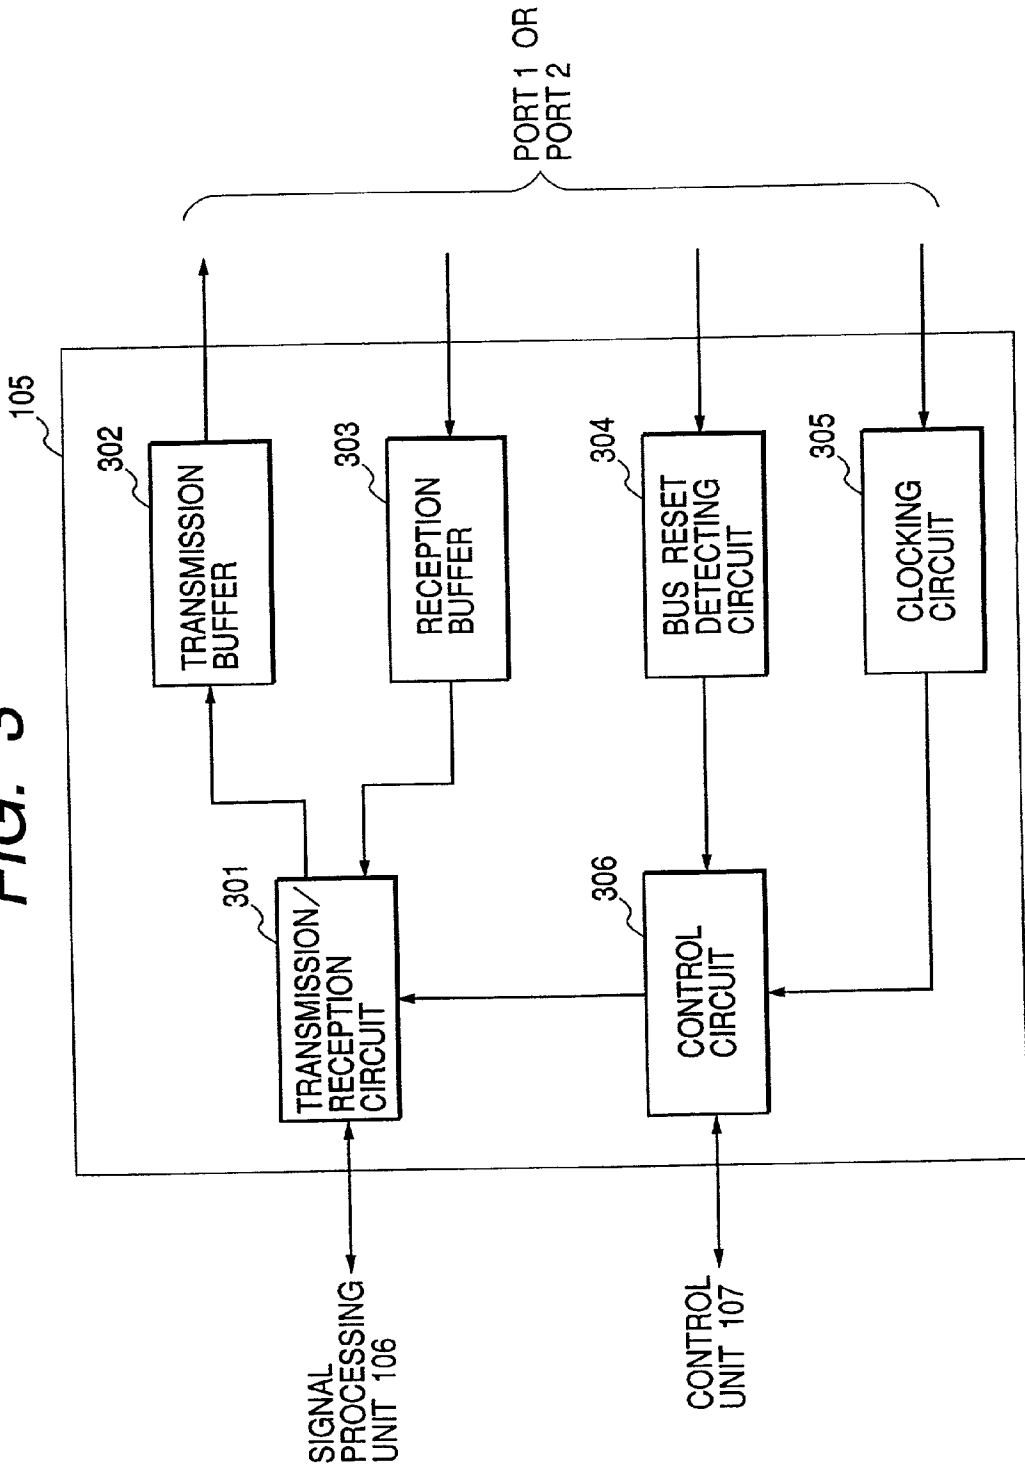 FIG. 3
105
302
TRANSMISSION
BUFFER
303
RECEPTION
BUFFER
304
BUS RESET
DETECTING
CIRCUIT
305
CLOCKING
CIRCUIT
301
TRANSMISSION/
RECEPTION
CIRCUIT
306
CONTROL
CIRCUIT
PORT 1 OR
PORT 2
SIGNAL
PROCESSING
UNIT 106
CONTROL
UNIT 107